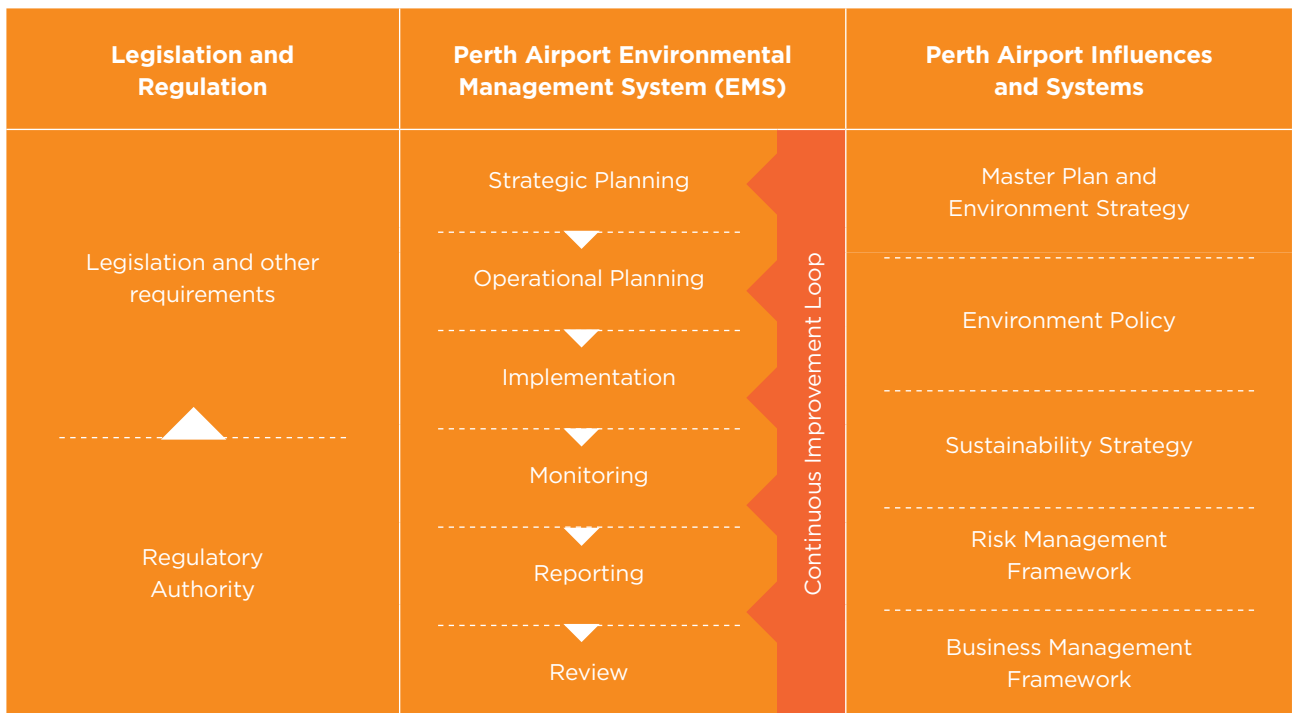 Legislation and
Regulation
Perth Airport Environmental
Management System (EMS)
Perth Airport Influences
and Systems
Legislation and other
requirements
Regulatory
Authority
Strategic Planning
Operational Planning
Implementation
Monitoring
Reporting
Review
Continuous Improvement Loop
Master Plan and
Environment Strategy
Environment Policy
Sustainability Strategy
Risk Management
Framework
Business Management
Framework